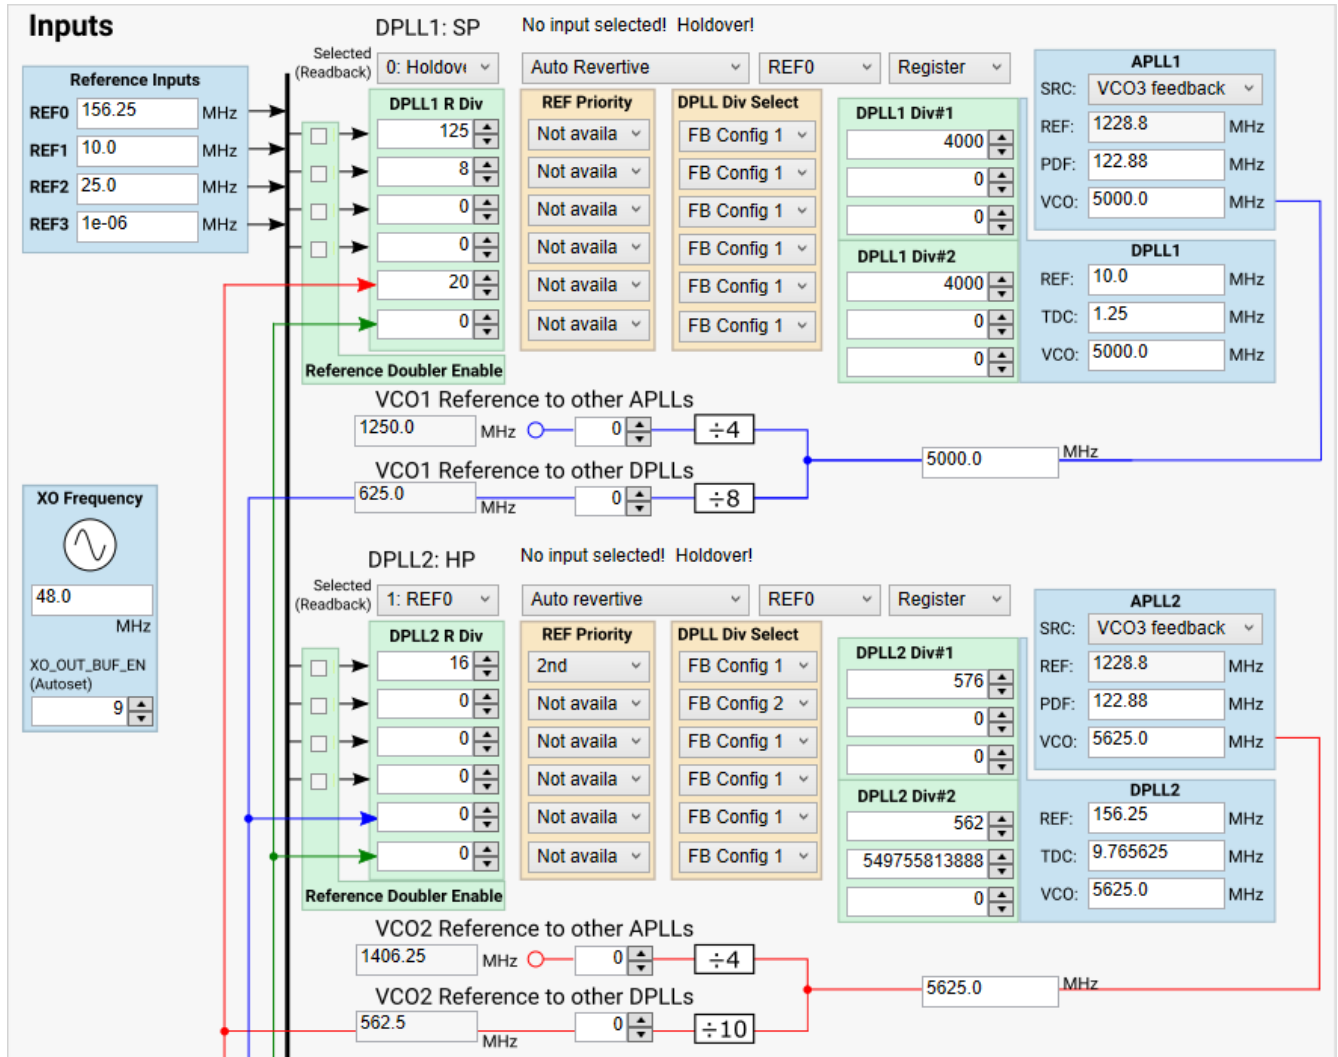 Inputs
DPLL1: SP No input selected! Holdover!
Selected (Readback) 0: Holdove Auto Revertive REF0 Register
Reference Inputs
REF0 156.25 MHz
REF1 10.0 MHz
REF2 25.0 MHz
REF3 1e-06 MHz
DPLL1 R Div
125
8
0
0
20
0
Reference Doubler Enable
REF Priority
Not availa
Not availa
Not availa
Not availa
Not availa
Not availa
DPLL Div Select
FB Config 1
FB Config 1
FB Config 1
FB Config 1
FB Config 1
FB Config 1
DPLL1 Div#1
4000
0
0
DPLL1 Div#2
4000
0
0
APLL1
SRC: VCO3 feedback
REF: 1228.8 MHz
PDF: 122.88 MHz
VCO: 5000.0 MHz
DPLL1
REF: 10.0 MHz
TDC: 1.25 MHz
VCO: 5000.0 MHz
VCO1 Reference to other APLLs
1250.0 MHz 0 ÷4
5000.0 MHz
VCO1 Reference to other DPLLs
625.0 MHz 0 ÷8
XO Frequency
48.0
MHz
XO_OUT_BUF_EN
(Autoset)
9
DPLL2: HP No input selected! Holdover!
Selected (Readback) 1: REF0 Auto revertive REF0 Register
DPLL2 R Div
16
0
0
0
0
0
Reference Doubler Enable
REF Priority
2nd
Not availa
Not availa
Not availa
Not availa
Not availa
DPLL Div Select
FB Config 1
FB Config 2
FB Config 1
FB Config 1
FB Config 1
FB Config 1
DPLL2 Div#1
576
0
0
DPLL2 Div#2
562
549755813888
0
APLL2
SRC: VCO3 feedback
REF: 1228.8 MHz
PDF: 122.88 MHz
VCO: 5625.0 MHz
DPLL2
REF: 156.25 MHz
TDC: 9.765625 MHz
VCO: 5625.0 MHz
VCO2 Reference to other APLLs
1406.25 MHz 0 ÷4
5625.0 MHz
VCO2 Reference to other DPLLs
562.5 MHz 0 ÷10